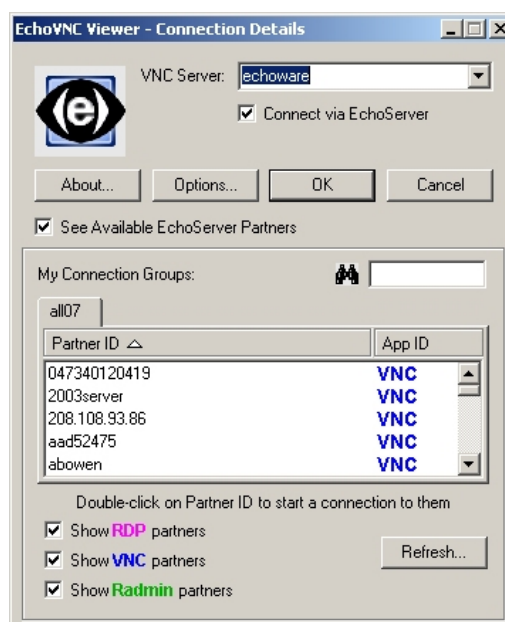 EchoVNC Viewer - Connection Details
VNC Server: echoware
Connect via EchoServer
About... Options... OK Cancel
See Available EchoServer Partners
My Connection Groups:
all07
Partner ID App ID
047340120419 VNC
2003server VNC
208.108.93.86 VNC
aad52475 VNC
abowen VNC
Double-click on Partner ID to start a connection to them
Show RDP partners
Show VNC partners
Refresh...
Show Radmin partners